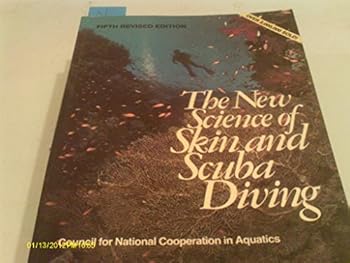 FIFTH REVISED EDITION
The New
Science of
Skin and
Scuba
Diving
Council for National Cooperation in Aquatics